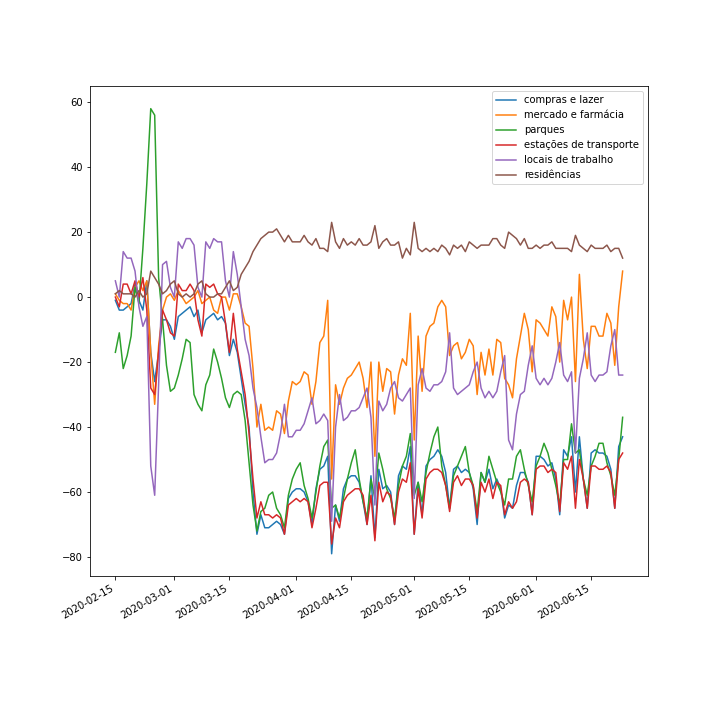 60
40
20
0
−20
−40
−60
−80
compras e lazer
mercado e farmácia
parques
estações de transporte
locais de trabalho
residências
2020-02-15
2020-03-01
2020-03-15
2020-04-01
2020-04-15
2020-05-01
2020-05-15
2020-06-01
2020-06-15